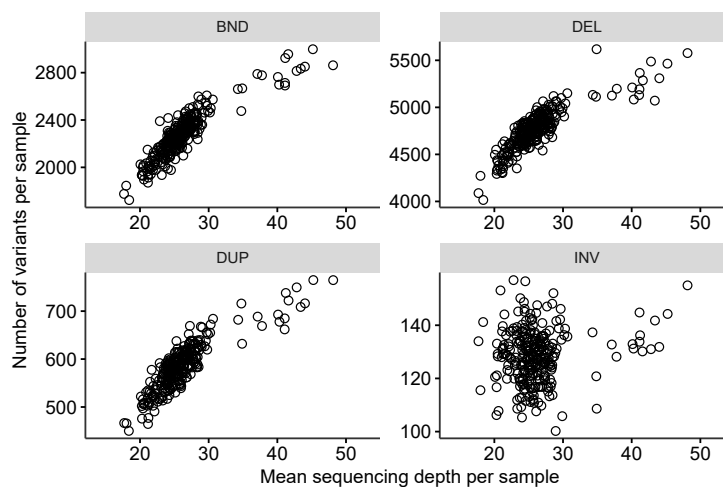 BND
DEL
2800
2400
2000
5500
5000
4500
4000
20 30 40 50
20 30 40 50
DUP
INV
700
600
500
140
120
100
20 30 40 50
20 30 40 50
Number of variants per sample
Mean sequencing depth per sample